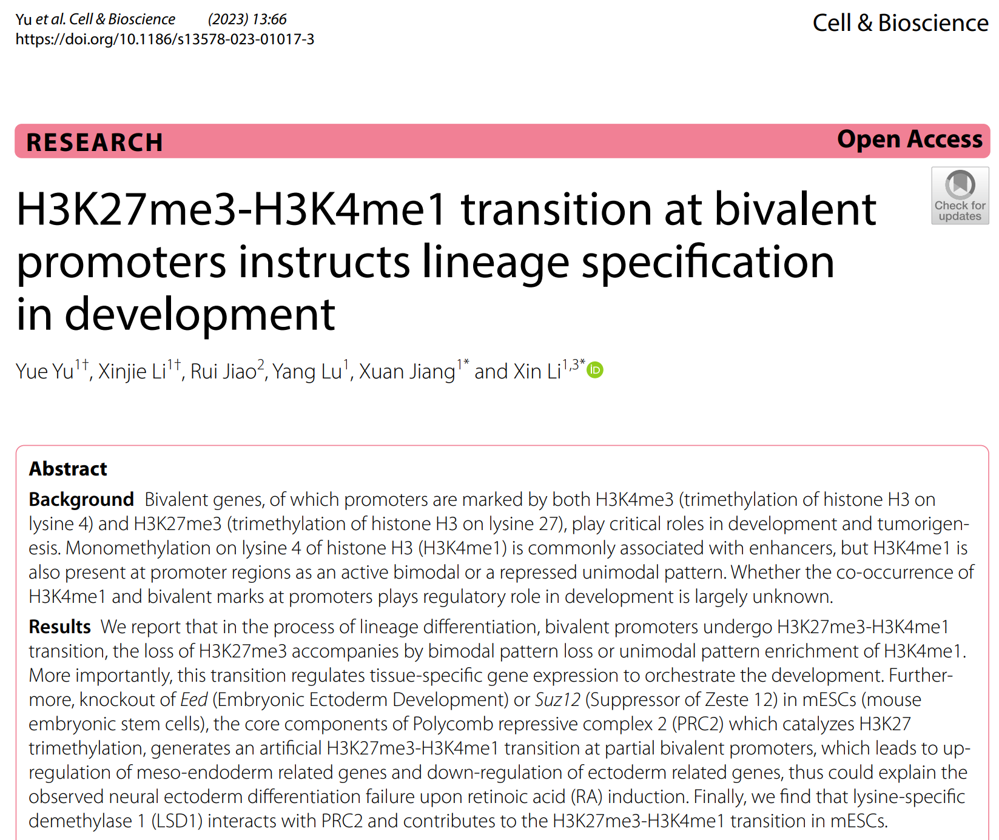 Yu et al. Cell & Bioscience (2023) 13:66
https://doi.org/10.1186/s13578-023-01017-3
Cell & Bioscience
RESEARCH
Open Access
Check for
updates
H3K27me3-H3K4me1 transition at bivalent
promoters instructs lineage specification
in development
Yue Yu1†, Xinjie Li1†, Rui Jiao2, Yang Lu1, Xuan Jiang1* and Xin Li1,3* iD
Abstract
Background Bivalent genes, of which promoters are marked by both H3K4me3 (trimethylation of histone H3 on
lysine 4) and H3K27me3 (trimethylation of histone H3 on lysine 27), play critical roles in development and tumorigen-
esis. Monomethylation on lysine 4 of histone H3 (H3K4me1) is commonly associated with enhancers, but H3K4me1 is
also present at promoter regions as an active bimodal or a repressed unimodal pattern. Whether the co-occurrence of
H3K4me1 and bivalent marks at promoters plays regulatory role in development is largely unknown.
Results We report that in the process of lineage differentiation, bivalent promoters undergo H3K27me3-H3K4me1
transition, the loss of H3K27me3 accompanies by bimodal pattern loss or unimodal pattern enrichment of H3K4me1.
More importantly, this transition regulates tissue-specific gene expression to orchestrate the development. Further-
more, knockout of Eed (Embryonic Ectoderm Development) or Suz12 (Suppressor of Zeste 12) in mESCs (mouse
embryonic stem cells), the core components of Polycomb repressive complex 2 (PRC2) which catalyzes H3K27
trimethylation, generates an artificial H3K27me3-H3K4me1 transition at partial bivalent promoters, which leads to up-
regulation of meso-endoderm related genes and down-regulation of ectoderm related genes, thus could explain the
observed neural ectoderm differentiation failure upon retinoic acid (RA) induction. Finally, we find that lysine-specific
demethylase 1 (LSD1) interacts with PRC2 and contributes to the H3K27me3-H3K4me1 transition in mESCs.